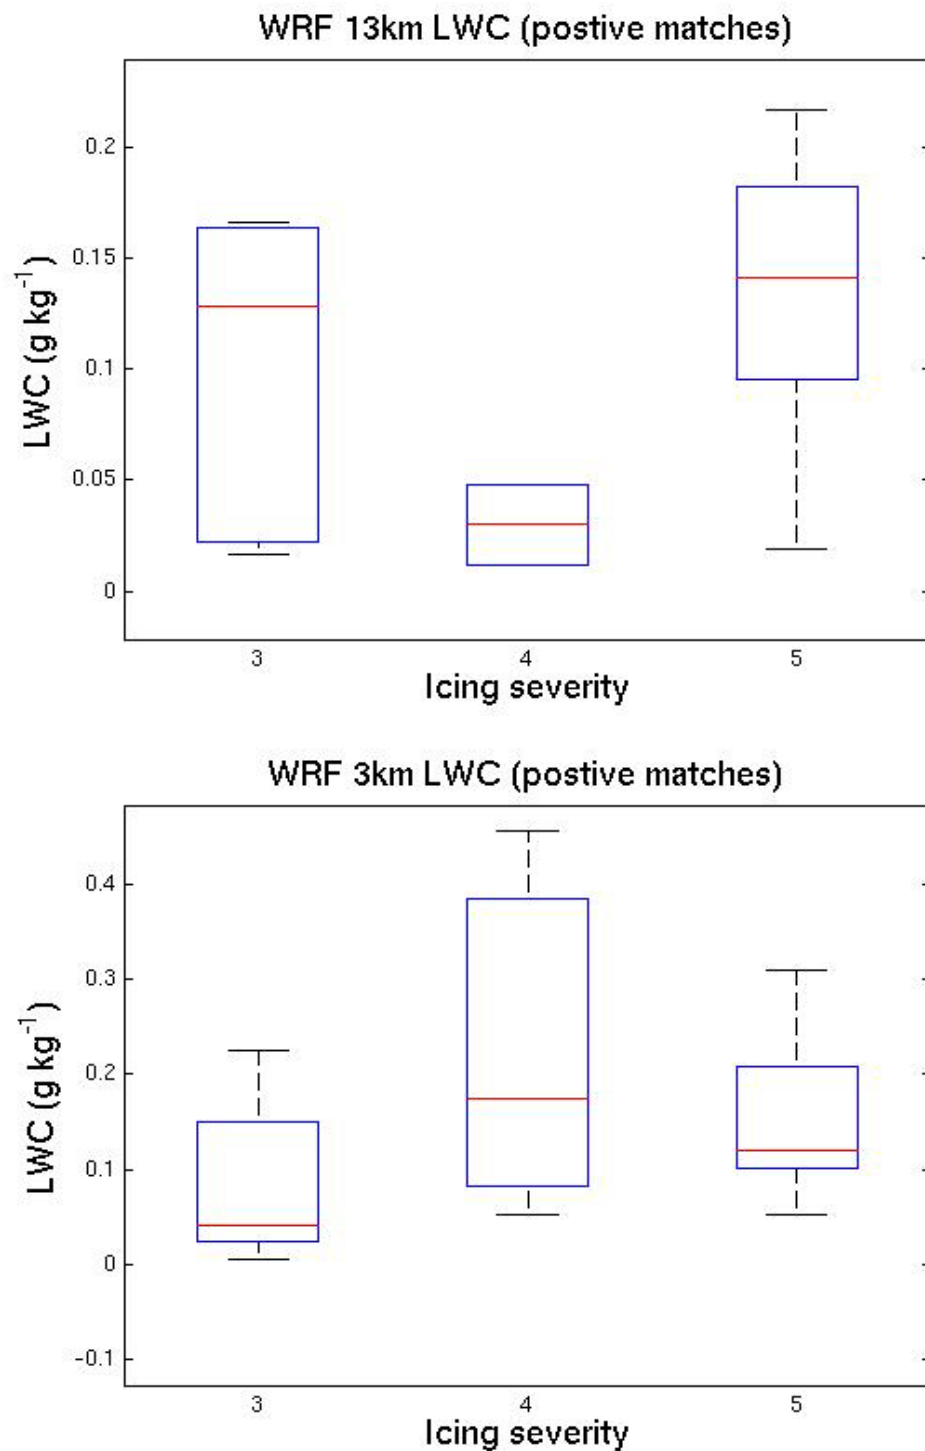 WRF 13km LWC (postive matches)
0.2
0.15
0.1
0.05
0
LWC (g kg⁻¹)
3 4 5
Icing severity
WRF 3km LWC (postive matches)
0.4
0.3
0.2
0.1
0
-0.1
LWC (g kg⁻¹)
3 4 5
Icing severity